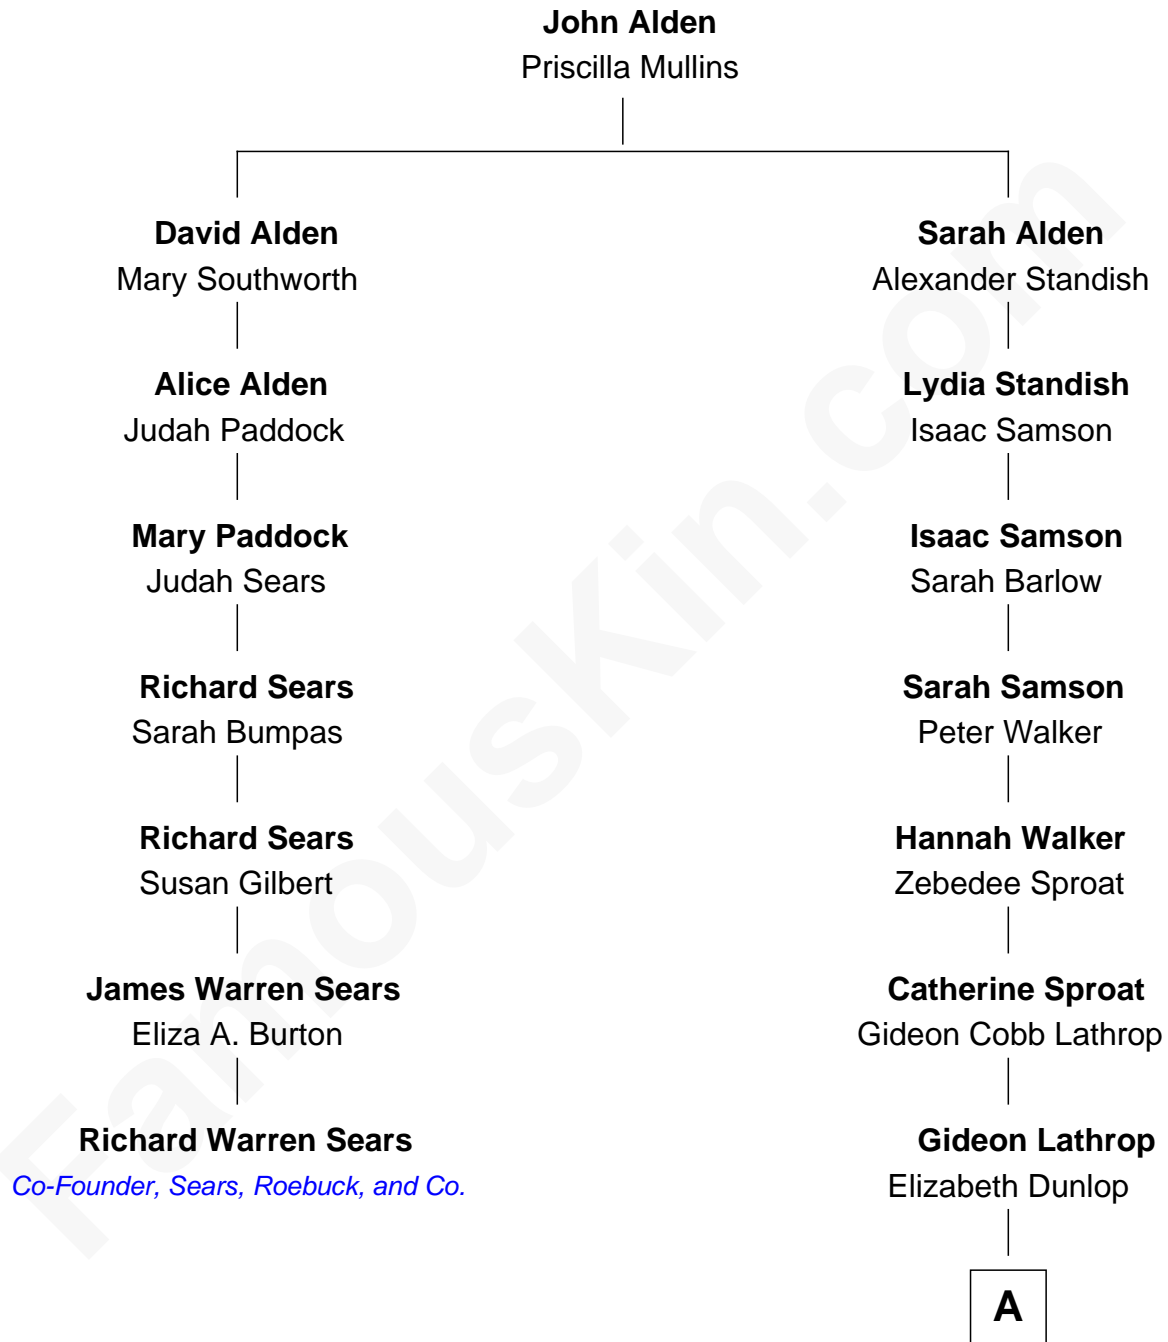 John Alden
Priscilla Mullins
David Alden
Mary Southworth
Alice Alden
Judah Paddock
Mary Paddock
Judah Sears
Richard Sears
Sarah Bumpas
Richard Sears
Susan Gilbert
James Warren Sears
Eliza A. Burton
Richard Warren Sears
Co-Founder, Sears, Roebuck, and Co.
Sarah Alden
Alexander Standish
Lydia Standish
Isaac Samson
Isaac Samson
Sarah Barlow
Sarah Samson
Peter Walker
Hannah Walker
Zebedee Sproat
Catherine Sproat
Gideon Cobb Lathrop
Gideon Lathrop
Elizabeth Dunlop
A
FamousKin.com